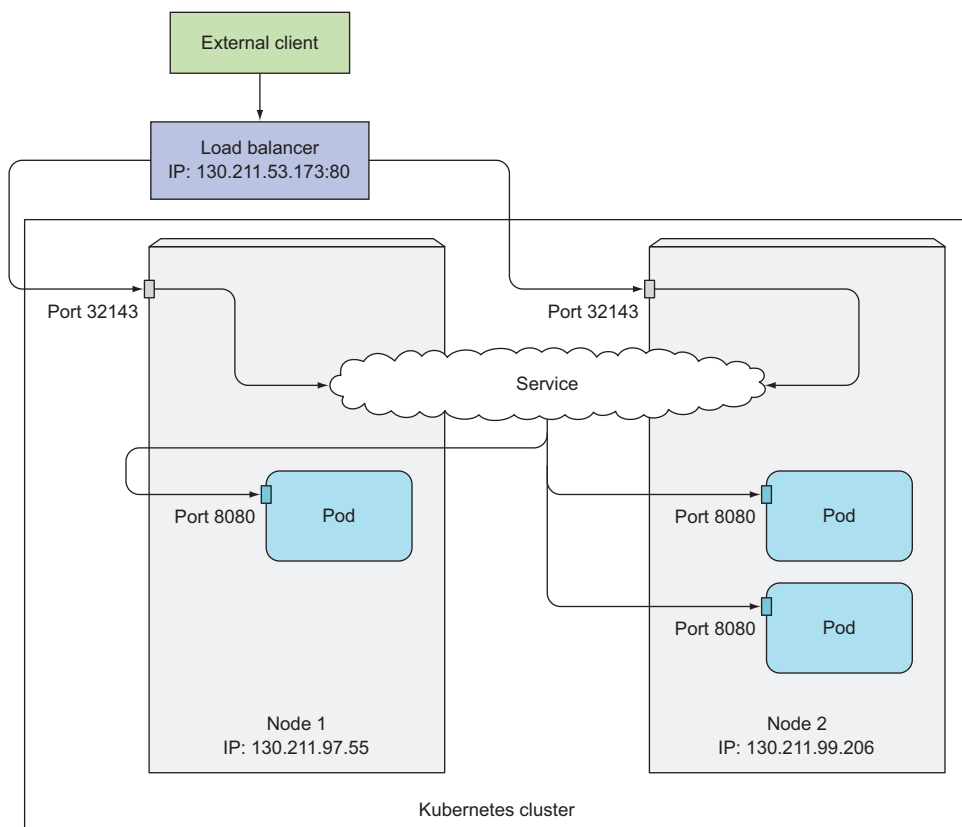 External client
Load balancer
IP: 130.211.53.173:80
Port 32143
Port 32143
Service
Port 8080
Pod
Port 8080
Pod
Port 8080
Pod
Node 1
IP: 130.211.97.55
Node 2
IP: 130.211.99.206
Kubernetes cluster